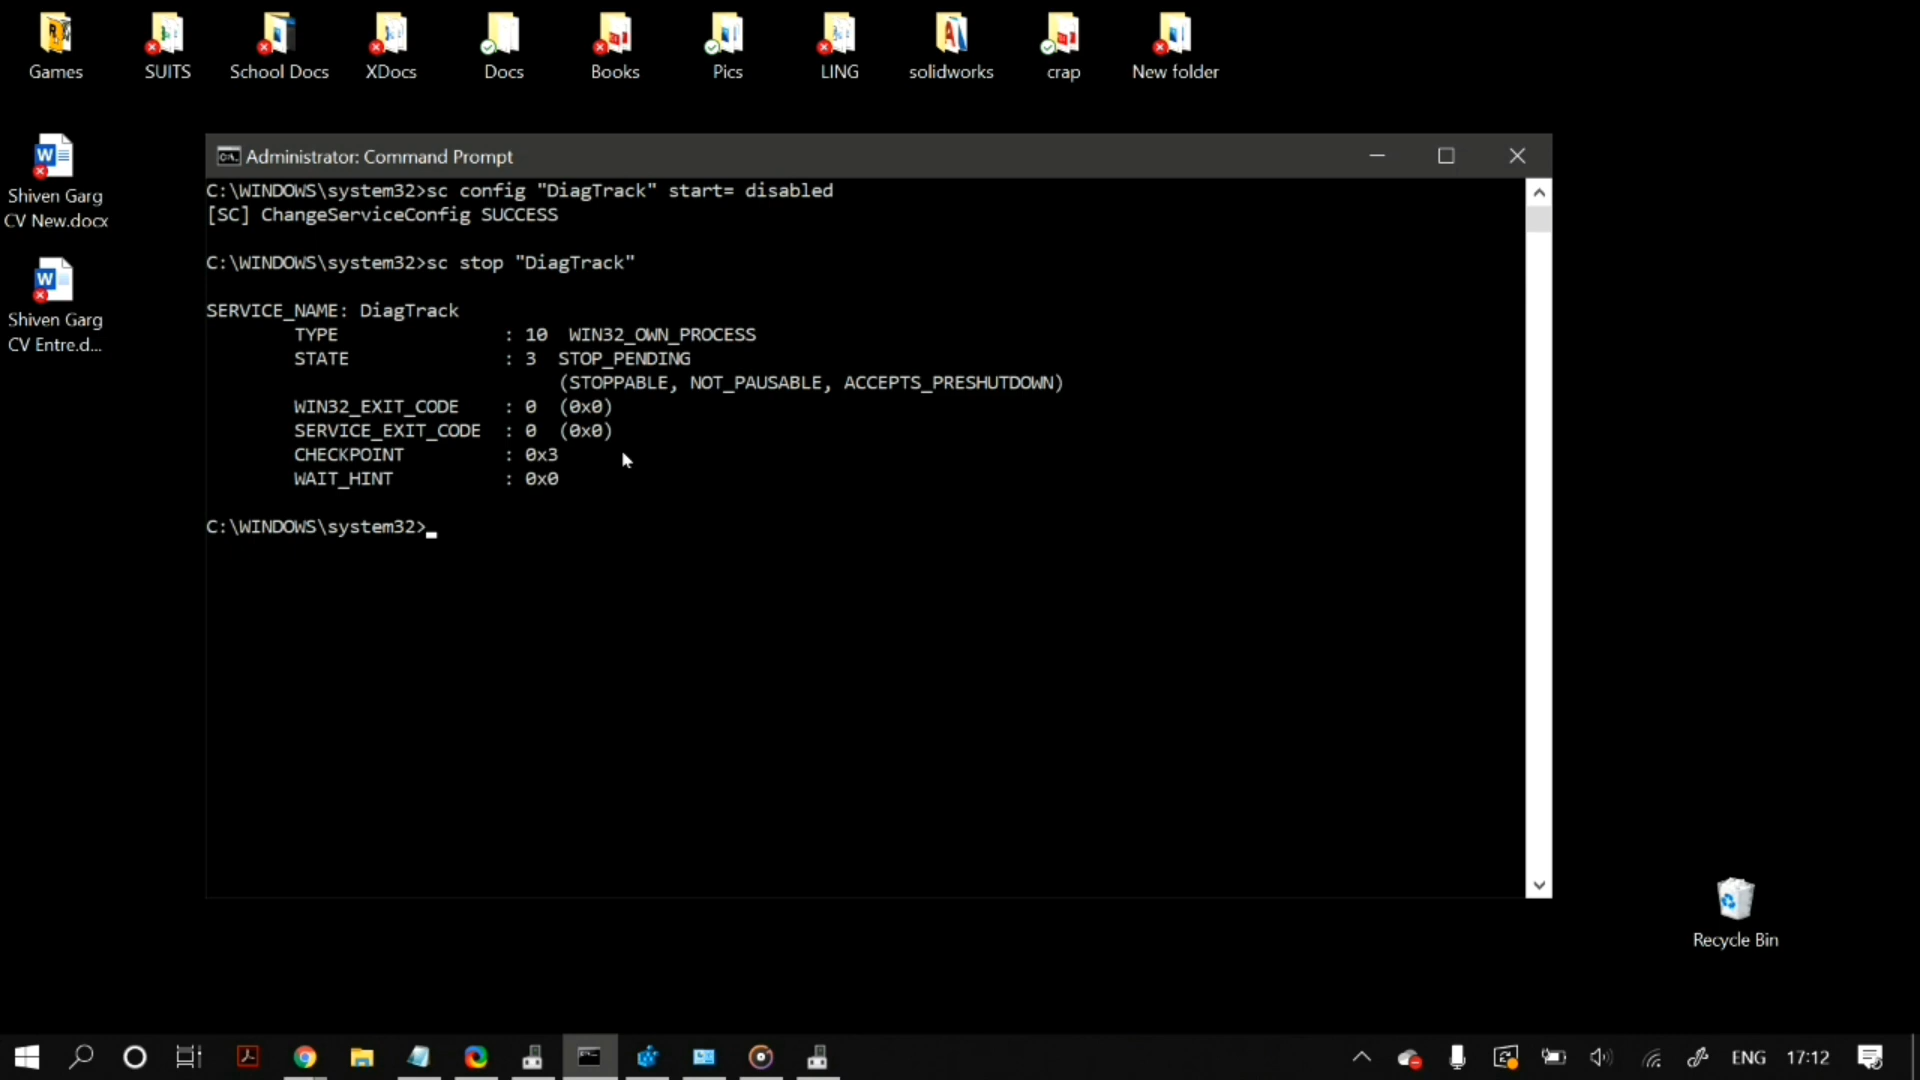 Games
SUITS
School Docs
XDocs
Docs
Books
Pics
LING
solidworks
crap
New folder
Shiven Garg
CV New.docx
Shiven Garg
CV Entre.d...
Administrator: Command Prompt
C:\WINDOWS\system32>sc config "DiagTrack" start= disabled
[SC] ChangeServiceConfig SUCCESS
C:\WINDOWS\system32>sc stop "DiagTrack"
SERVICE_NAME: DiagTrack
TYPE : 10 WIN32_OWN_PROCESS
STATE : 3 STOP_PENDING
(STOPPABLE, NOT_PAUSABLE, ACCEPTS_PRESHUTDOWN)
WIN32_EXIT_CODE : 0 (0x0)
SERVICE_EXIT_CODE : 0 (0x0)
CHECKPOINT : 0x3
WAIT_HINT : 0x0
C:\WINDOWS\system32>
Recycle Bin
ENG 17:12